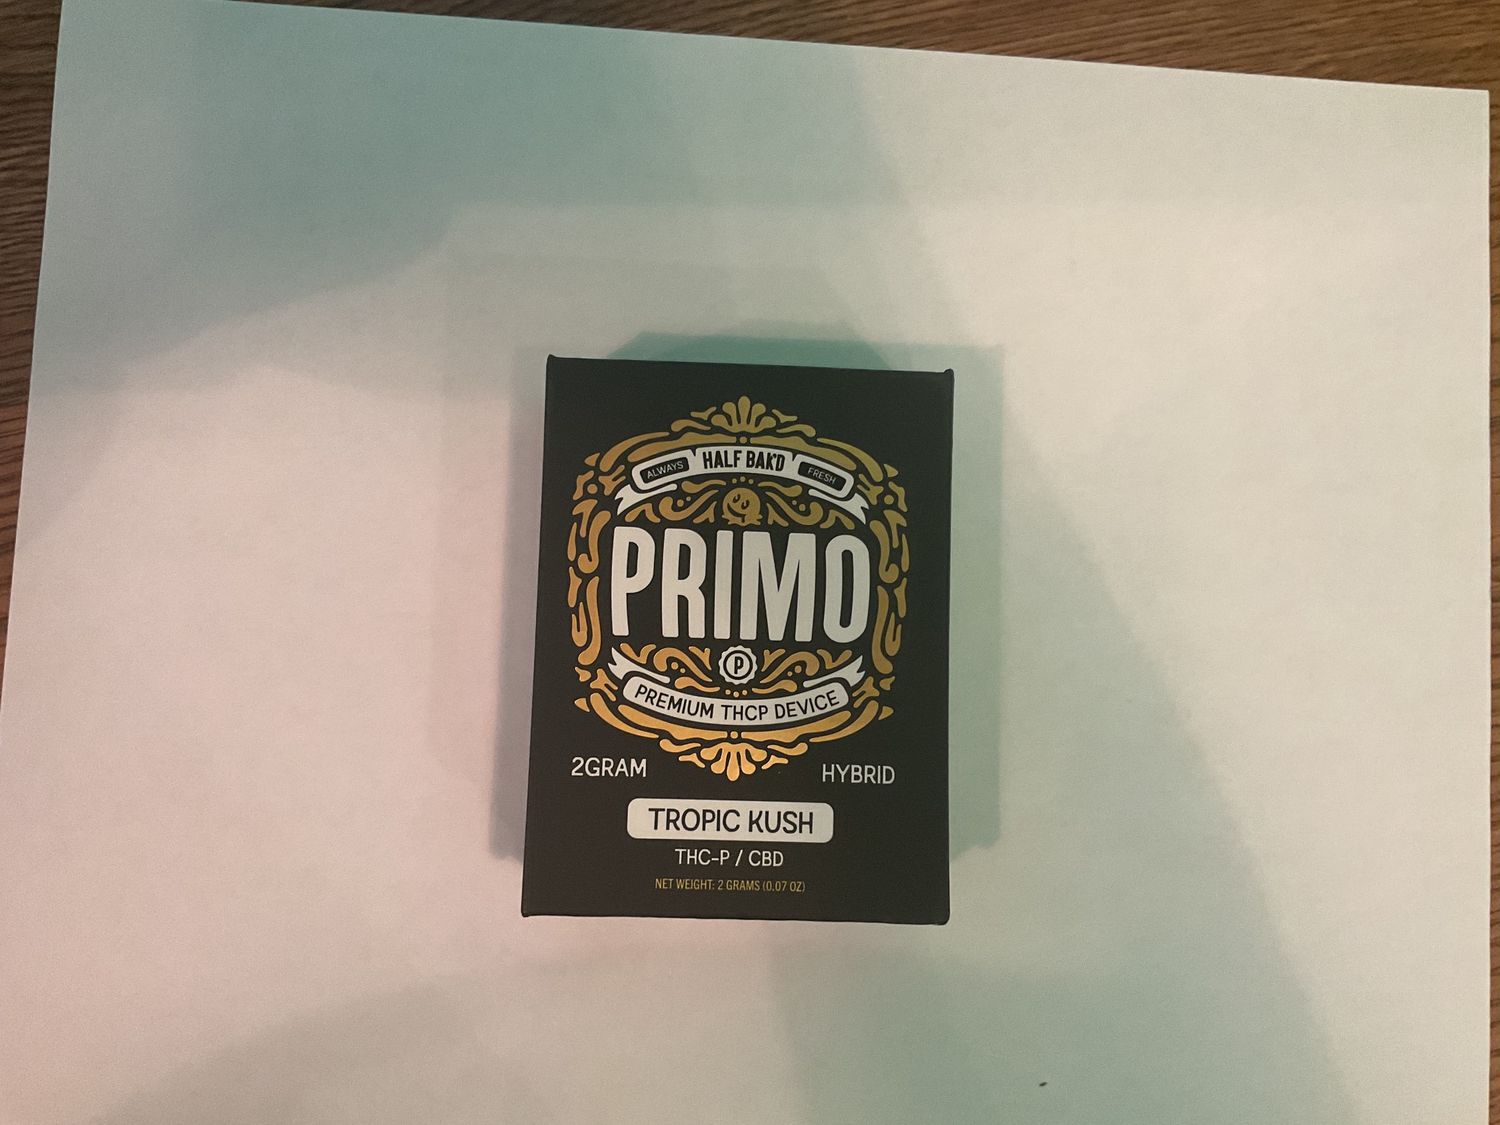 ALWAYS HALF BAK'D FRESH
PRIMO
P
PREMIUM THCP DEVICE
2GRAM HYBRID
TROPIC KUSH
THC-P / CBD
NET WEIGHT: 2 GRAMS (0.07 OZ)